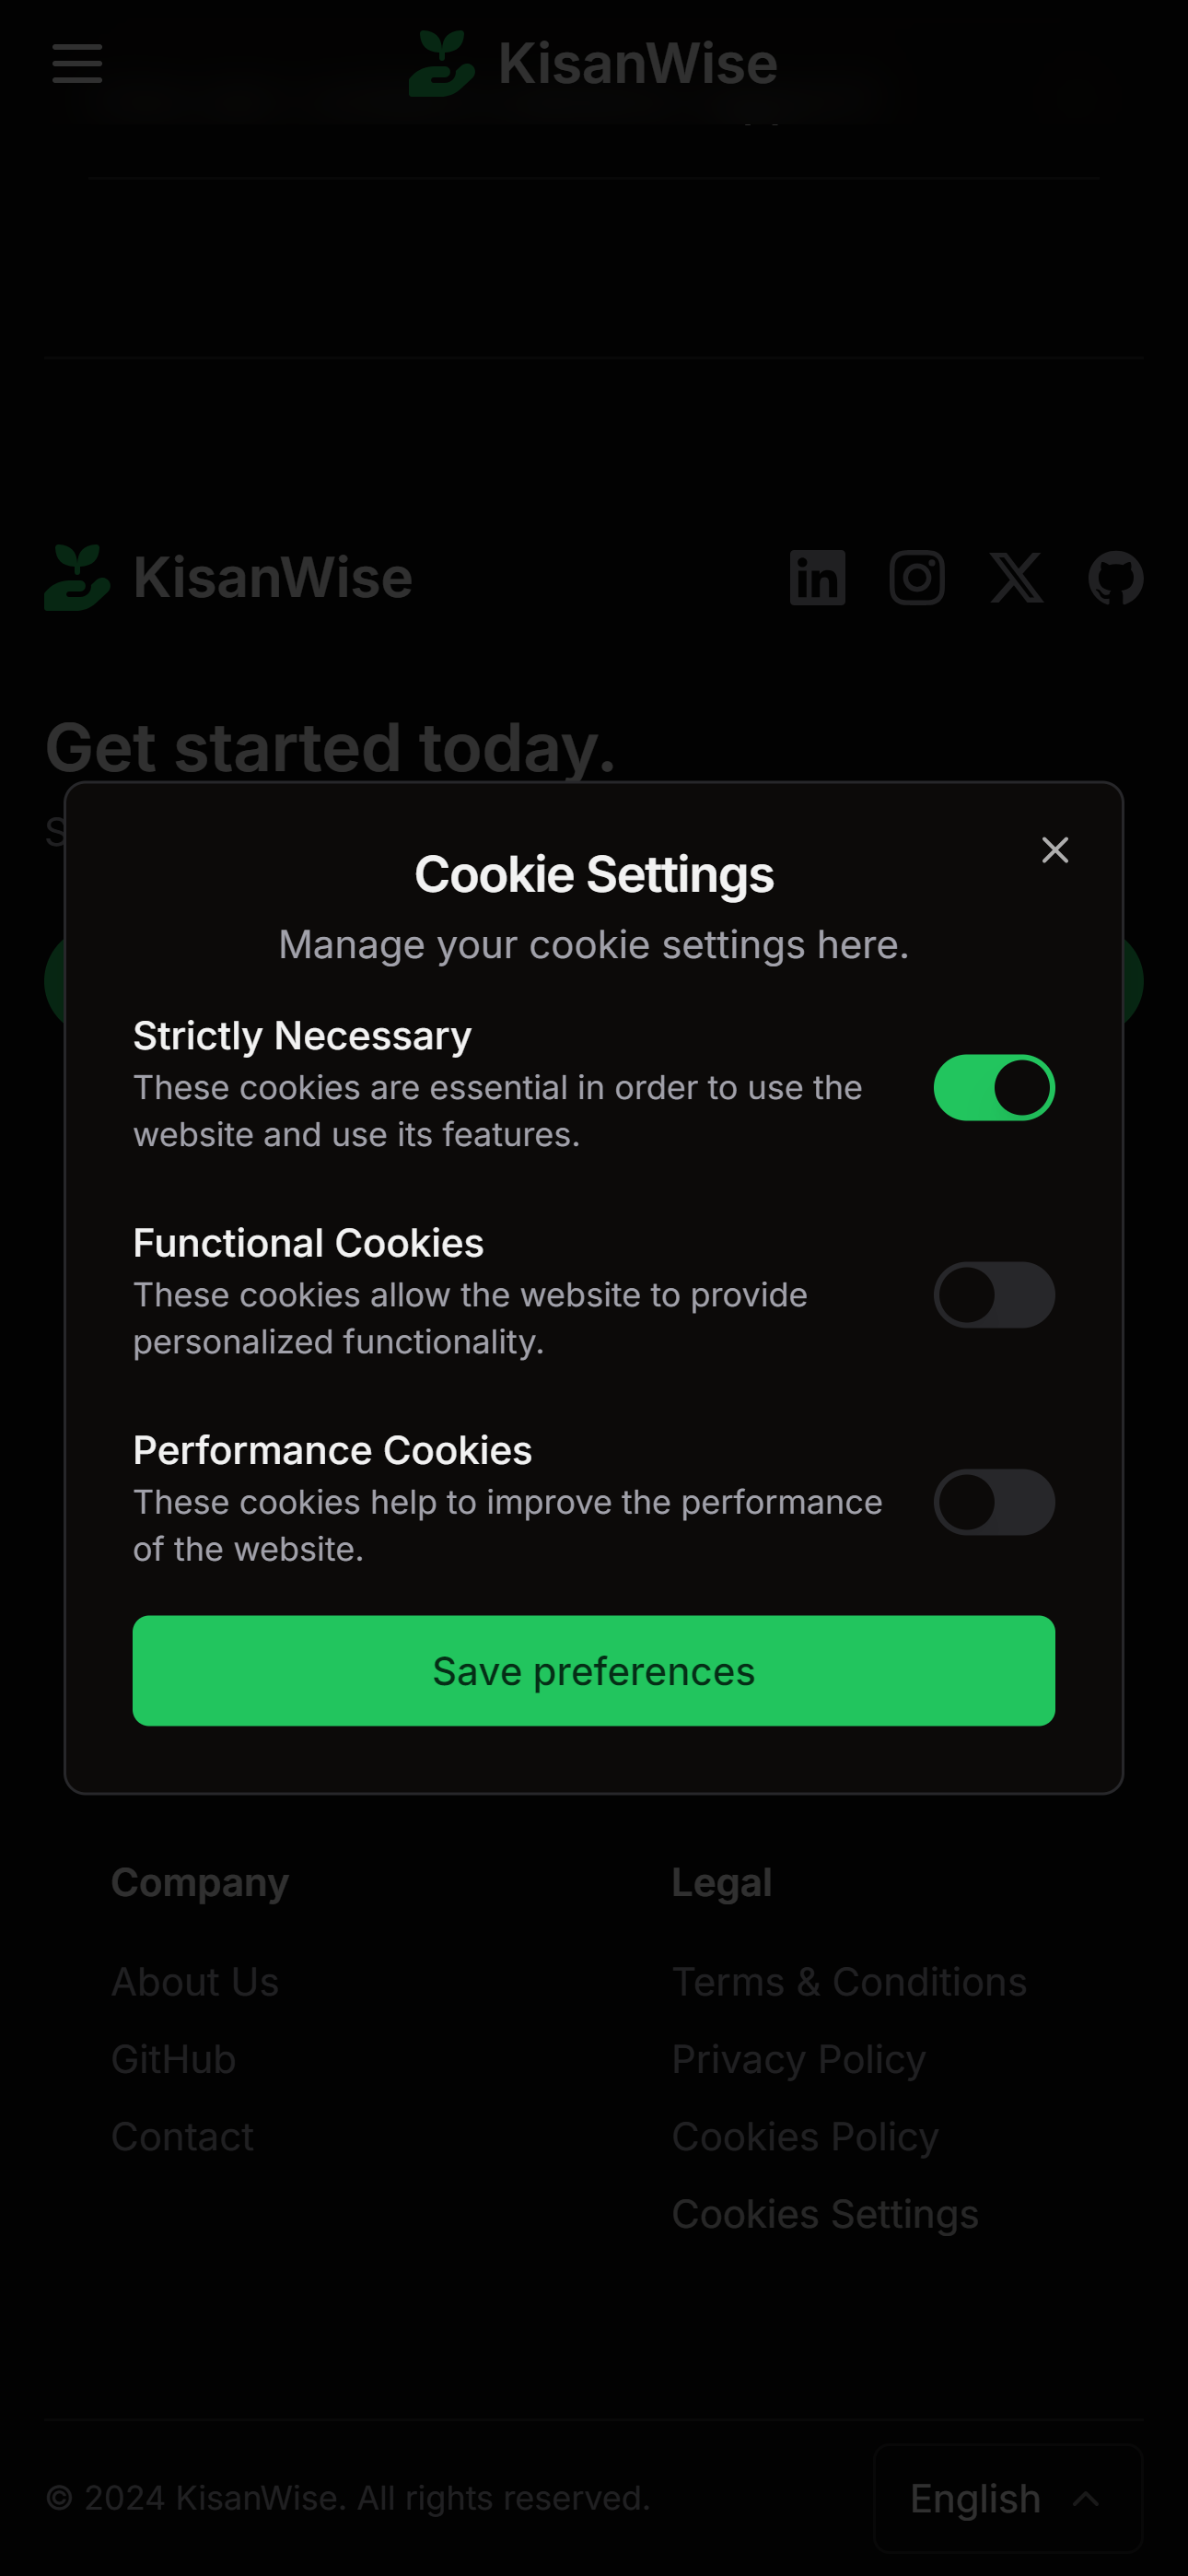 KisanWise
KisanWise
Get started today.
Cookie Settings
Manage your cookie settings here.
Strictly Necessary
These cookies are essential in order to use the
website and use its features.
Functional Cookies
These cookies allow the website to provide
personalized functionality.
Performance Cookies
These cookies help to improve the performance
of the website.
Save preferences
Company
Legal
About Us
Terms & Conditions
GitHub
Privacy Policy
Contact
Cookies Policy
Cookies Settings
© 2024 KisanWise. All rights reserved.
English